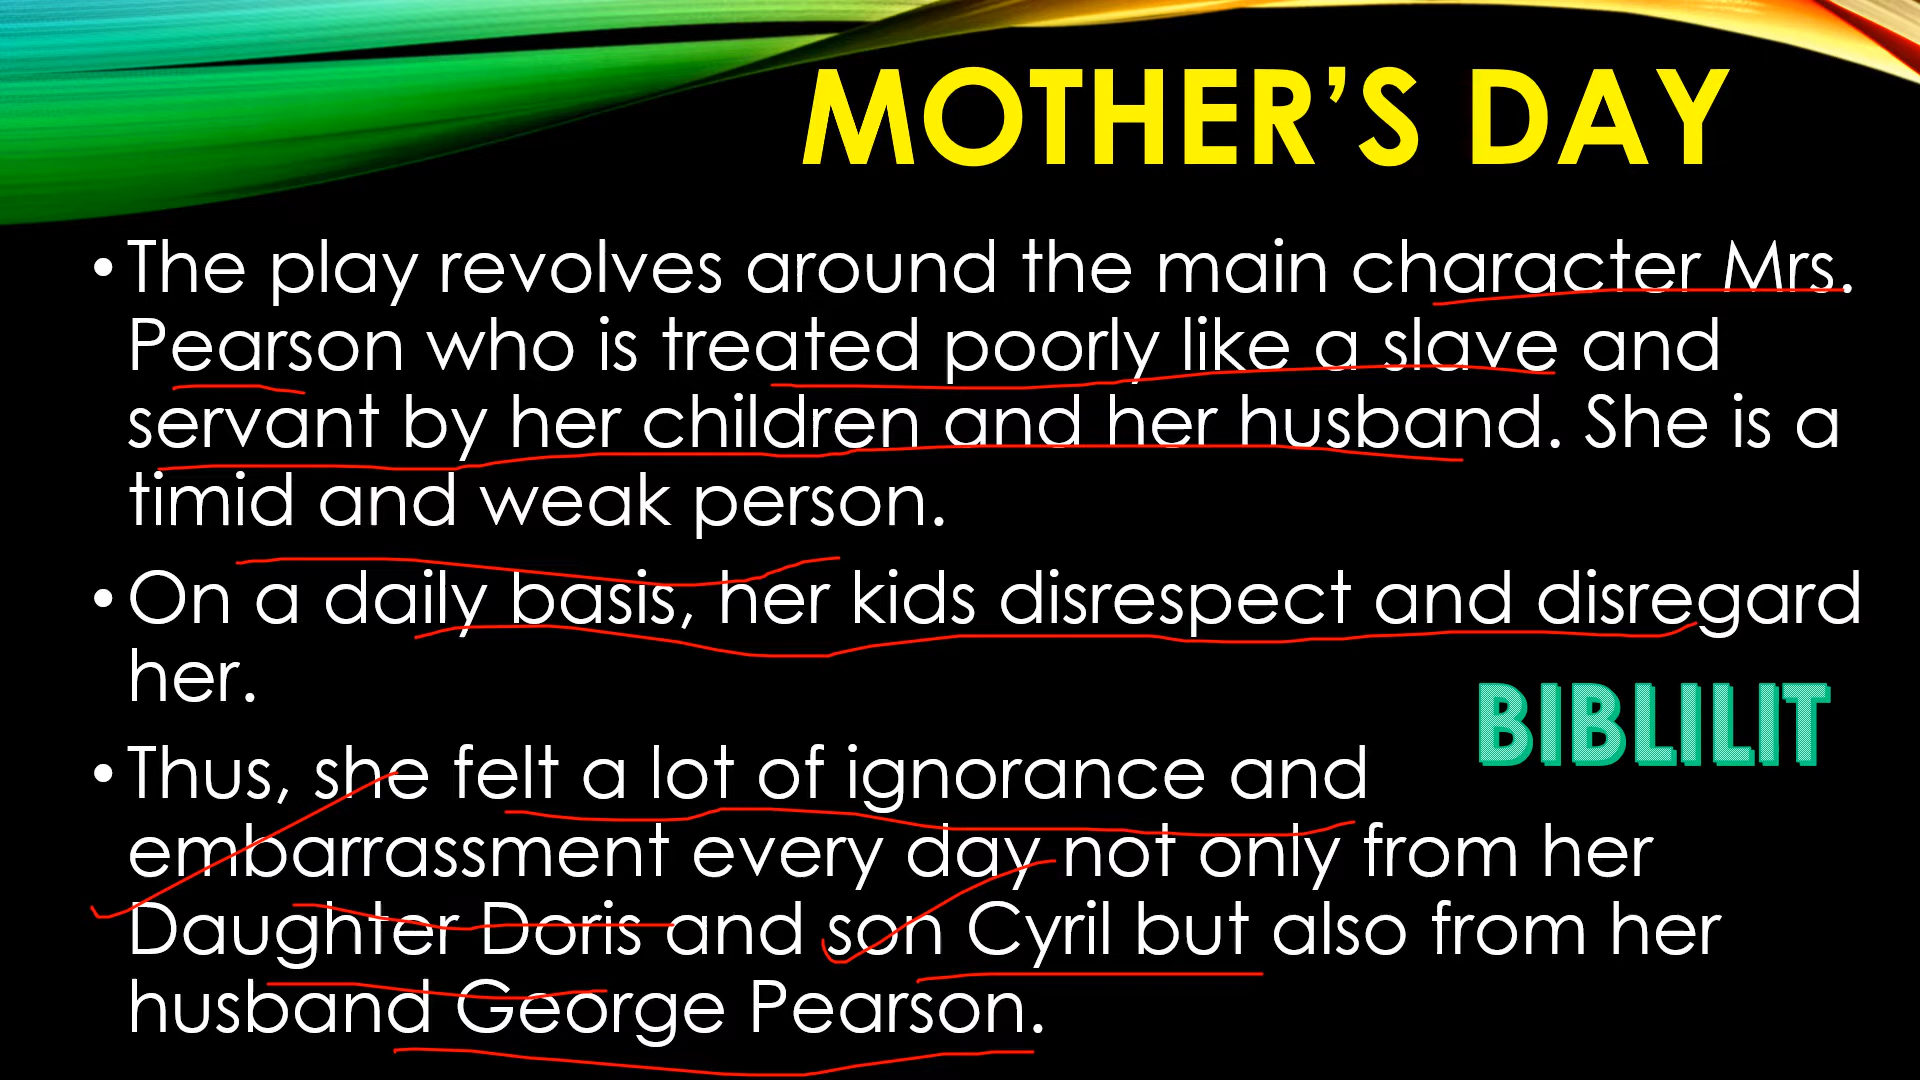 MOTHER’S DAY
•The play revolves around the main character Mrs.
Pearson who is treated poorly like a slave and
servant by her children and her husband. She is a
timid and weak person.
•On a daily basis, her kids disrespect and disregard
her.
BIBLILIT
•Thus, she felt a lot of ignorance and
embarrassment every day not only from her
Daughter Doris and son Cyril but also from her
husband George Pearson.